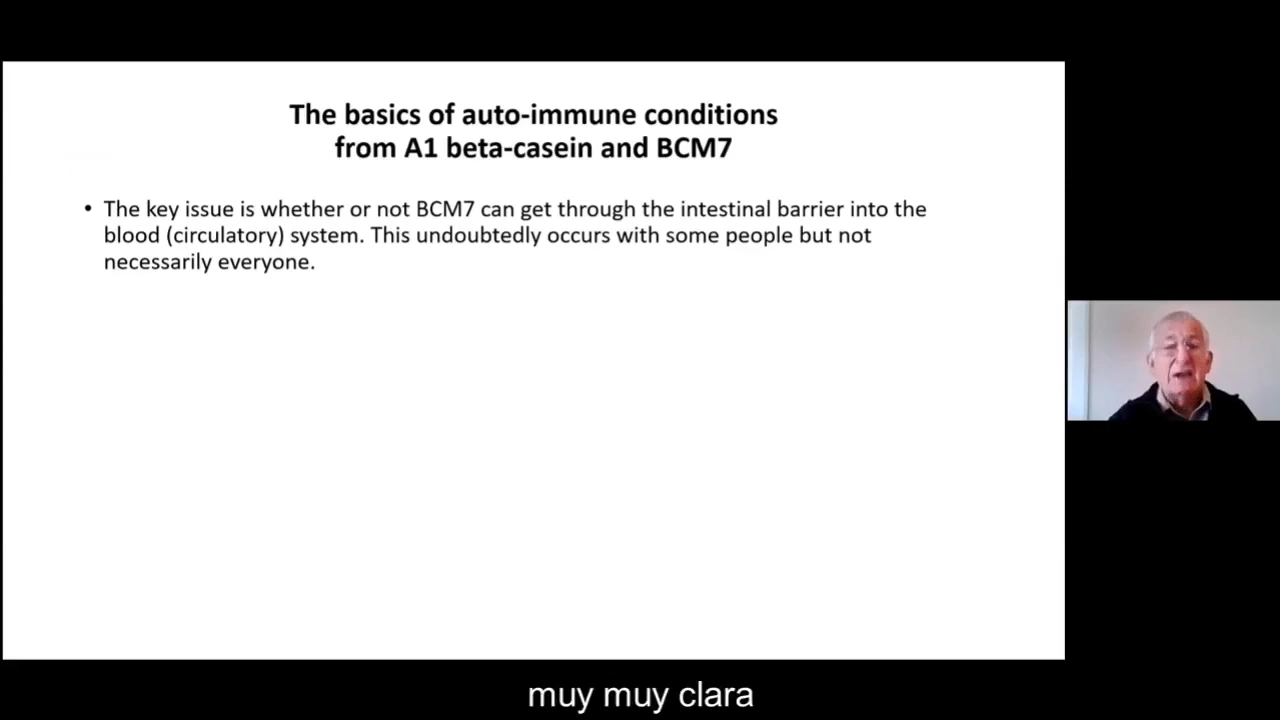 The basics of auto-immune conditions
from A1 beta-casein and BCM7
• The key issue is whether or not BCM7 can get through the intestinal barrier into the
blood (circulatory) system. This undoubtedly occurs with some people but not
necessarily everyone.
muy muy clara